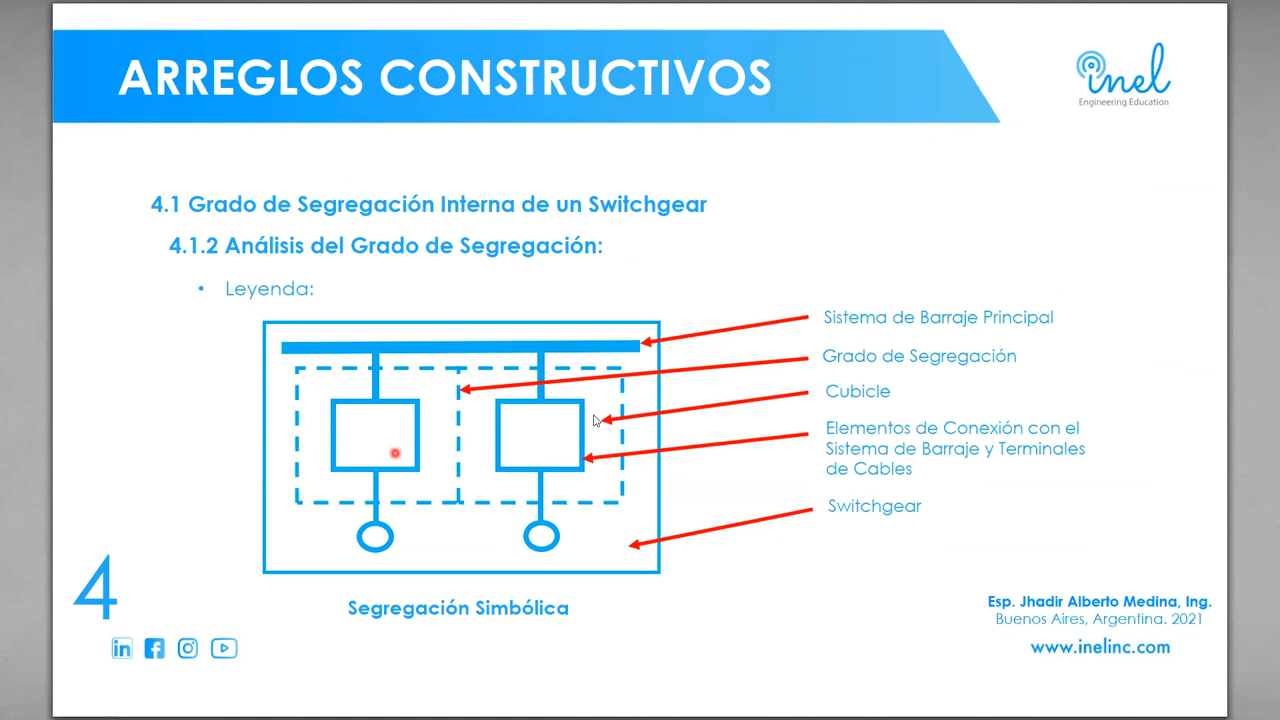 ARREGLOS CONSTRUCTIVOS
inel
Engineering Education
4.1 Grado de Segregación Interna de un Switchgear
4.1.2 Análisis del Grado de Segregación:
• Leyenda:
Sistema de Barraje Principal
Grado de Segregación
Cubicle
Elementos de Conexión con el
Sistema de Barraje y Terminales
de Cables
Switchgear
4
Segregación Simbólica
Esp. Jhadir Alberto Medina, Ing.
Buenos Aires, Argentina. 2021
www.inelinc.com